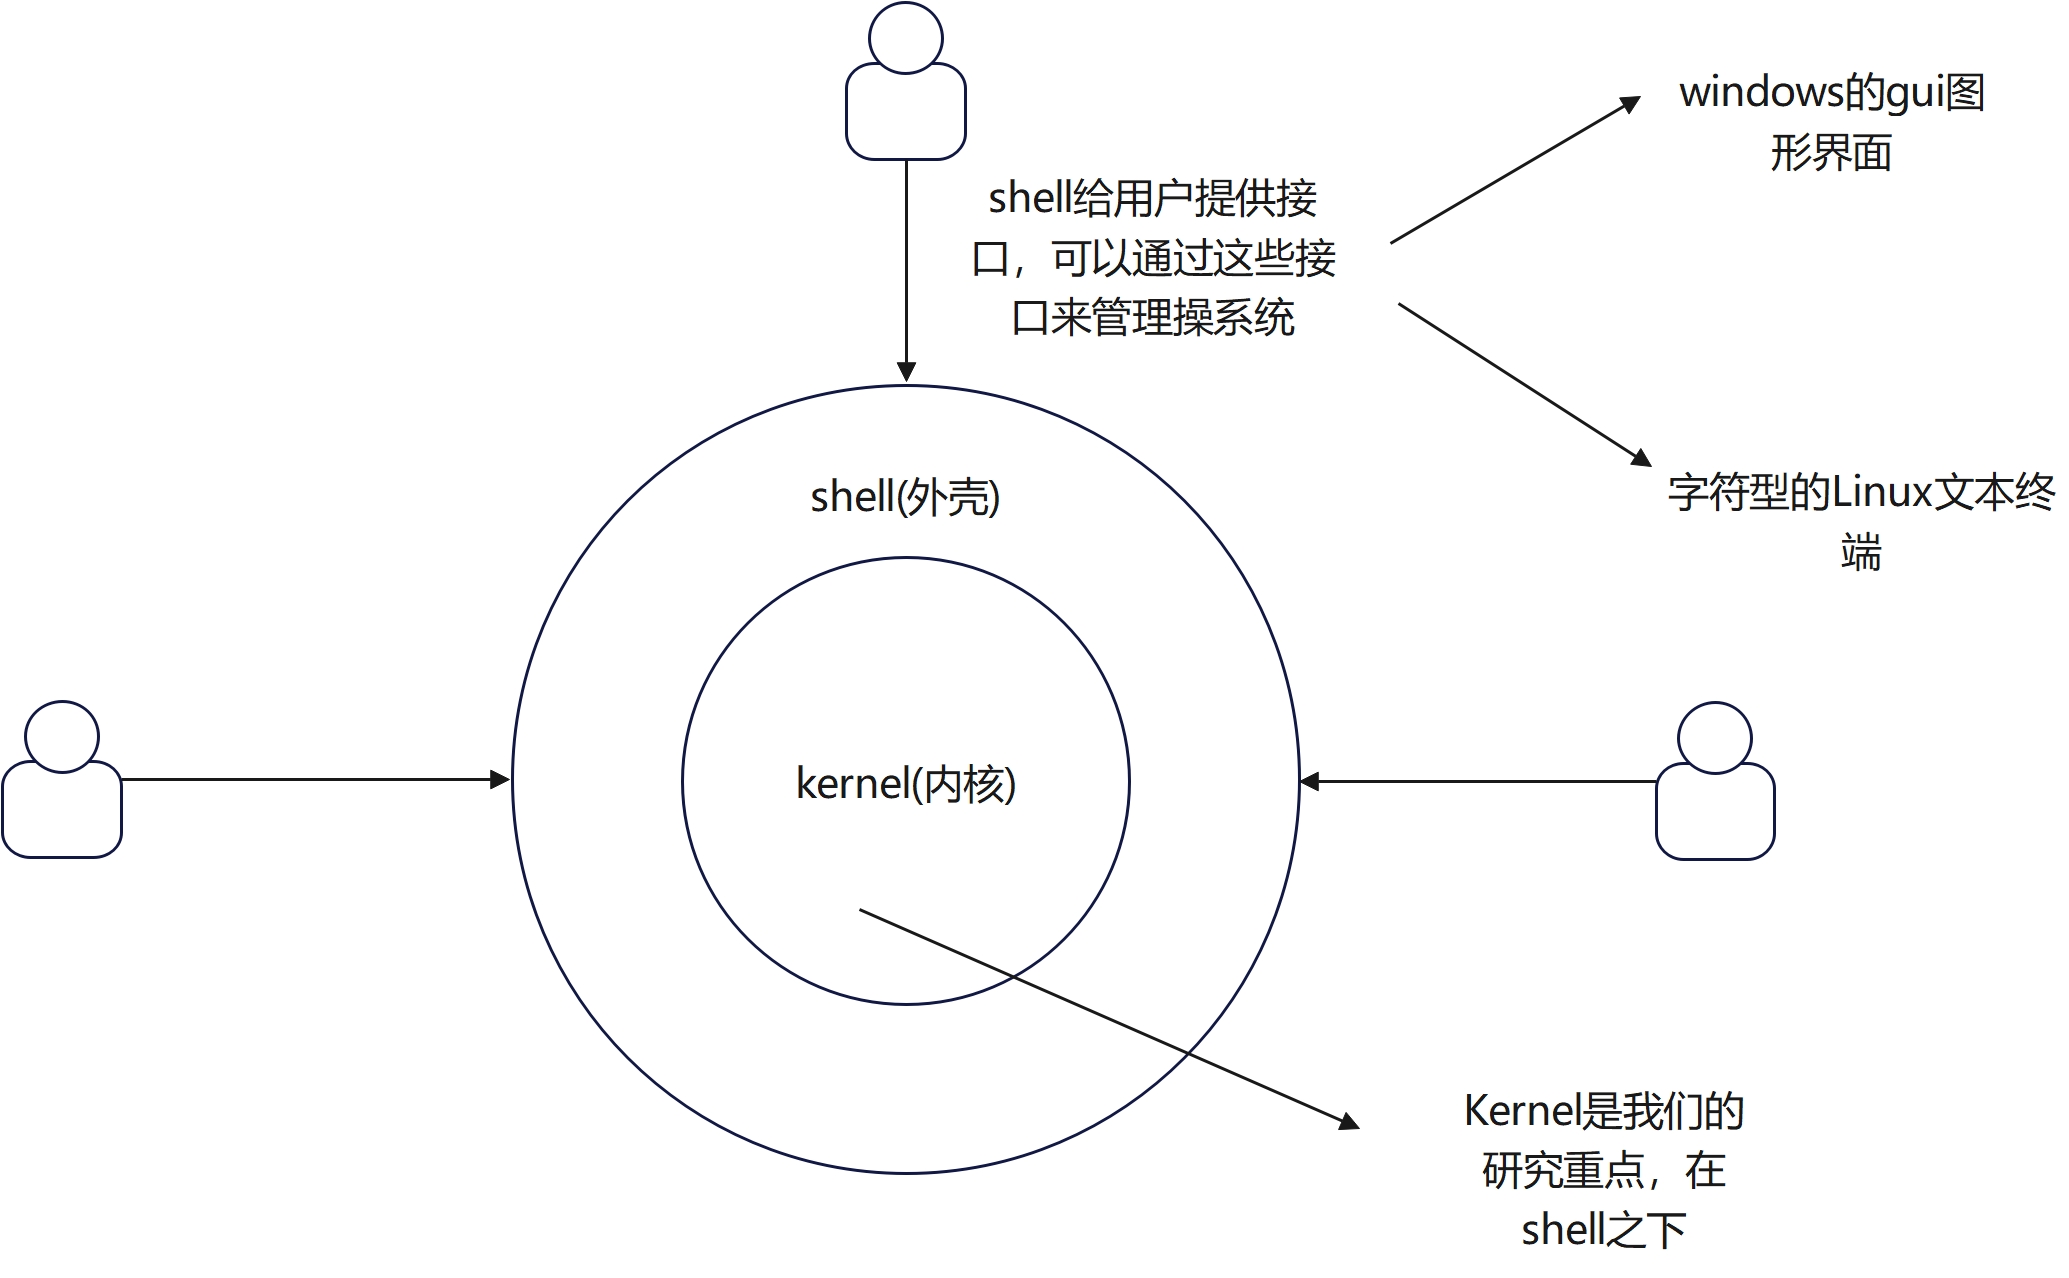 shell给用户提供接
口，可以通过这些接
口来管理操系统
windows的gui图
形界面
字符型的Linux文本终
端
shell(外壳)
kernel(内核)
Kernel是我们的
研究重点，在
shell之下